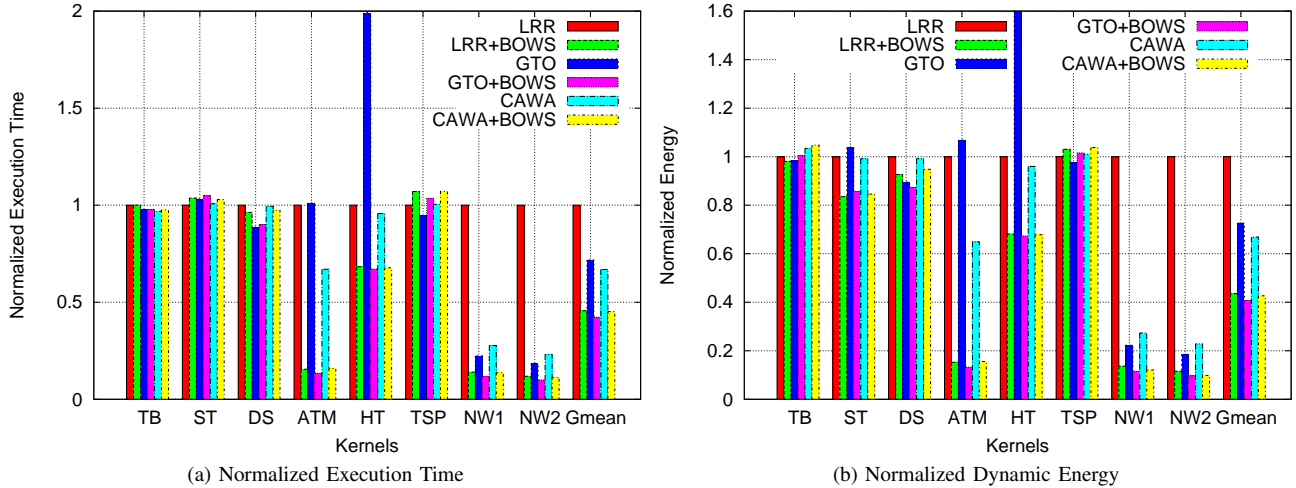 Normalized Execution Time
2
1.5
1
0.5
0
LRR
LRR+BOWS
GTO
GTO+BOWS
CAWA
CAWA+BOWS
TB ST DS ATM HT TSP NW1 NW2 Gmean
Kernels
(a) Normalized Execution Time
Normalized Energy
1.6
1.4
1.2
1
0.8
0.6
0.4
0.2
0
LRR
LRR+BOWS
GTO
GTO+BOWS
CAWA
CAWA+BOWS
TB ST DS ATM HT TSP NW1 NW2 Gmean
Kernels
(b) Normalized Dynamic Energy